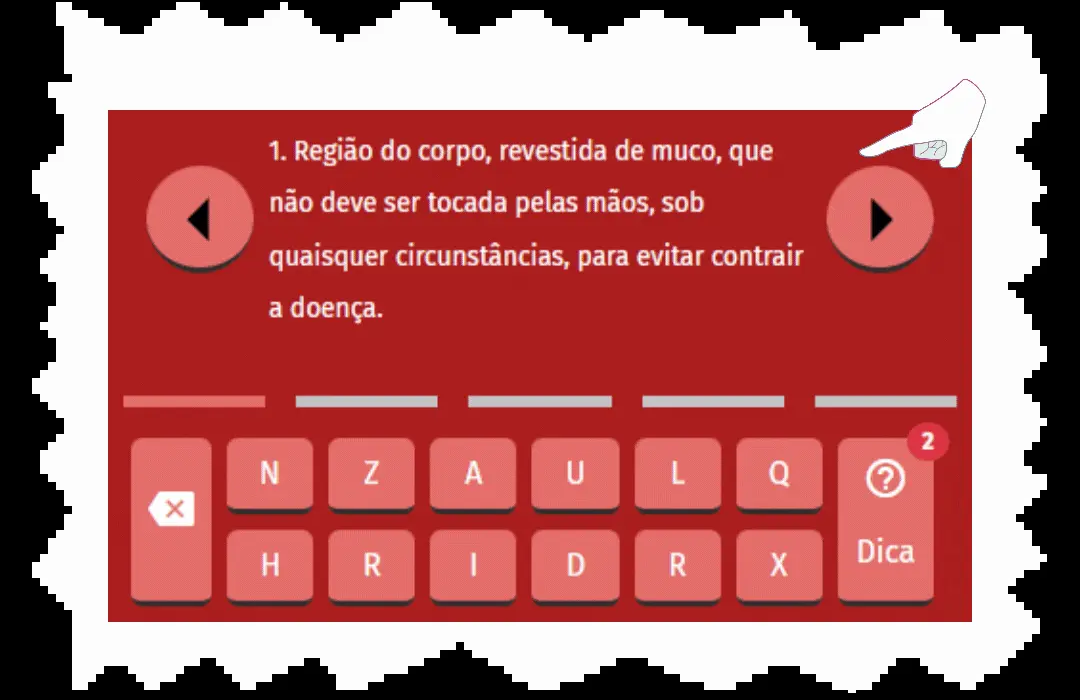 1. Região do corpo, revestida de muco, que
não deve ser tocada pelas mãos, sob
quaisquer circunstâncias, para evitar contrair
a doença.
2
N Z A U L Q
H R I D R X
Dica